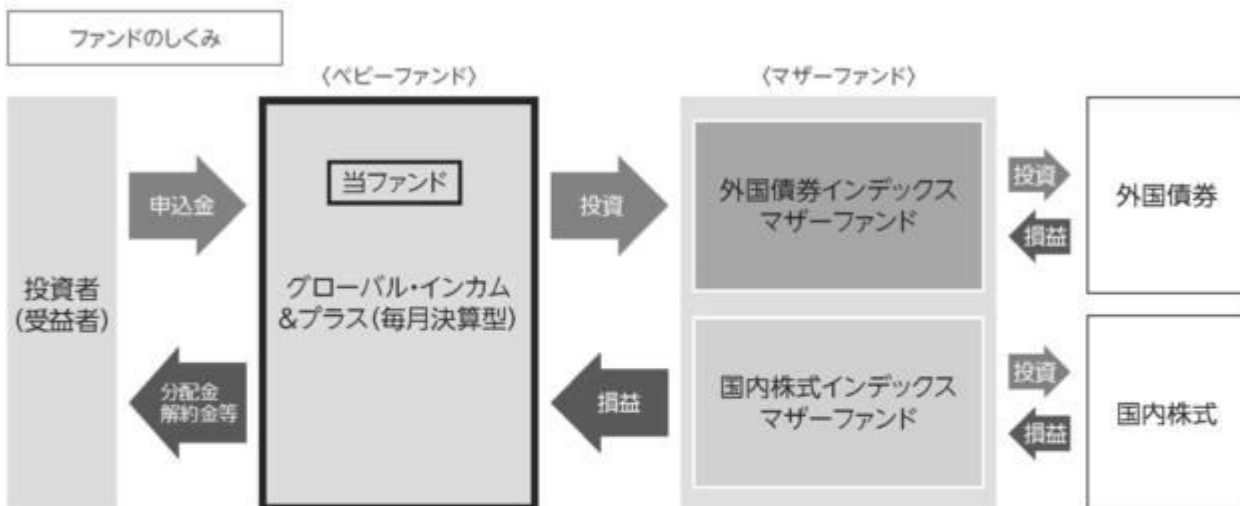 ファンドのしくみ
〈ベビーファンド〉
〈マザーファンド〉
投資者
(受益者)
申込金
分配金
解約金等
当ファンド
グローバル・インカム
&プラス(毎月決算型)
投資
損益
外国債券インデックス
マザーファンド
国内株式インデックス
マザーファンド
投資
損益
投資
損益
外国債券
国内株式